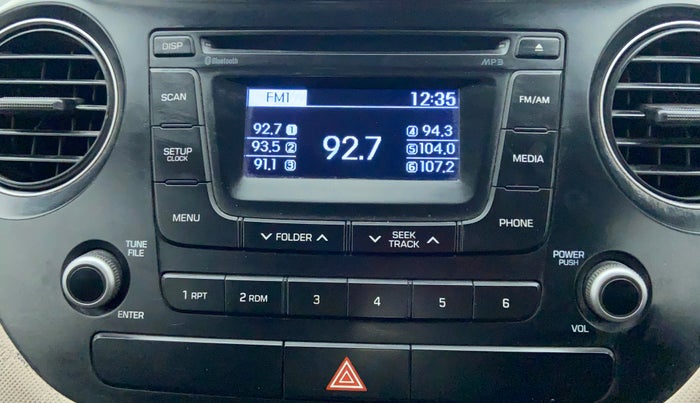 DISP
Bluetooth
MP3
SCAN
FM1 12:35
FM/AM
92.7 1 4 94.3
93.5 2 92.7 5 104.0
91.1 3 6 107.2
SETUP
CLOCK
MEDIA
MENU
FOLDER
SEEK
TRACK
PHONE
TUNE
FILE
POWER
PUSH
1 RPT 2 RDM 3 4 5 6
ENTER
VOL